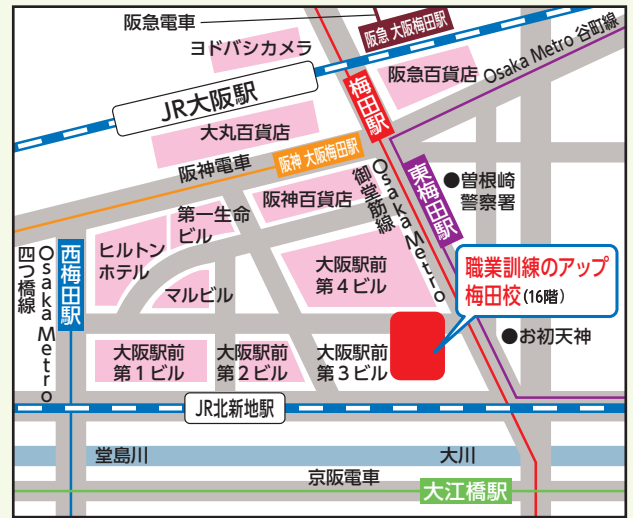 阪急電車
阪急 大阪梅田駅
ヨドバシカメラ
阪急百貨店
Osaka Metro 谷町線
JR大阪駅
梅田駅
大丸百貨店
阪神 大阪梅田駅
阪神電車
御堂筋線
Osaka Metro
東梅田駅
●曽根崎
警察署
阪神百貨店
第一生命
ビル
ヒルトン
ホテル
マルビル
西梅田駅
四つ橋線
Osaka Metro
大阪駅前
第4ビル
職業訓練のアップ
梅田校(16階)
●お初天神
大阪駅前
第1ビル
大阪駅前
第2ビル
大阪駅前
第3ビル
JR北新地駅
堂島川
大川
京阪電車
大江橋駅